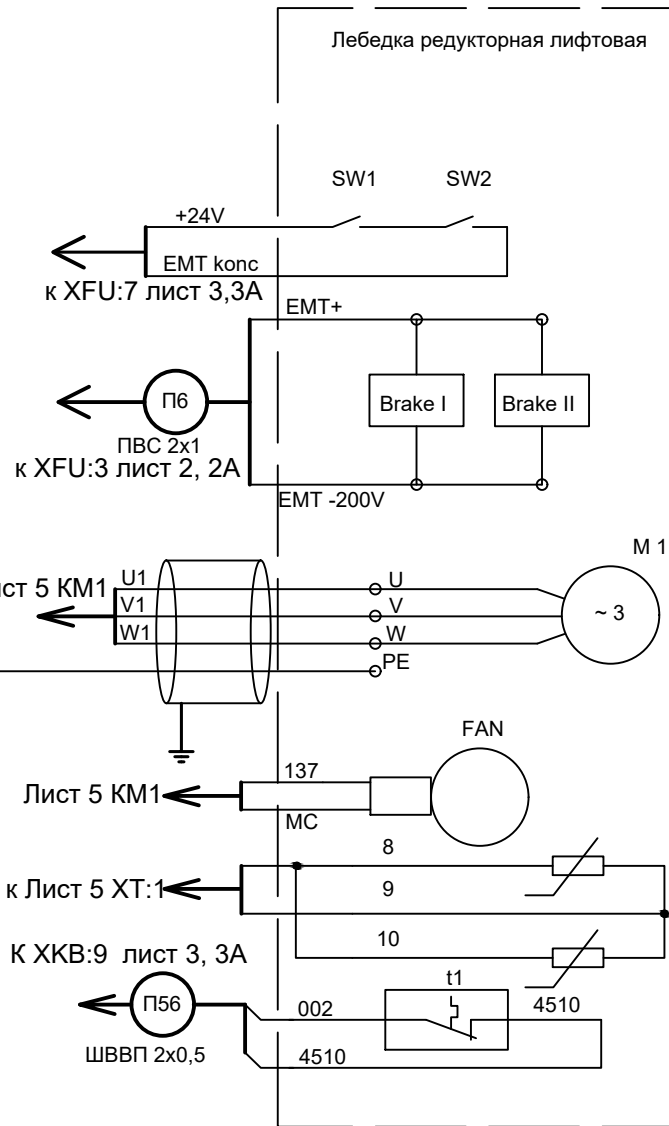 Лебедка редукторная лифтовая
SW1 SW2
+24V
EMT konc
к XFU:7 лист 3,3А
EMT+
П6
Brake I Brake II
ПВС 2х1
к XFU:3 лист 2, 2А
EMT -200V
M 1
ист 5 КМ1 U1 U
V1 V
~ 3
W1 W
PE
FAN
137
Лист 5 КМ1
MC
8
к Лист 5 ХТ:1
9
10
К ХКВ:9 лист 3, 3А
t1
П56 002 4510
ШВВП 2х0,5
4510